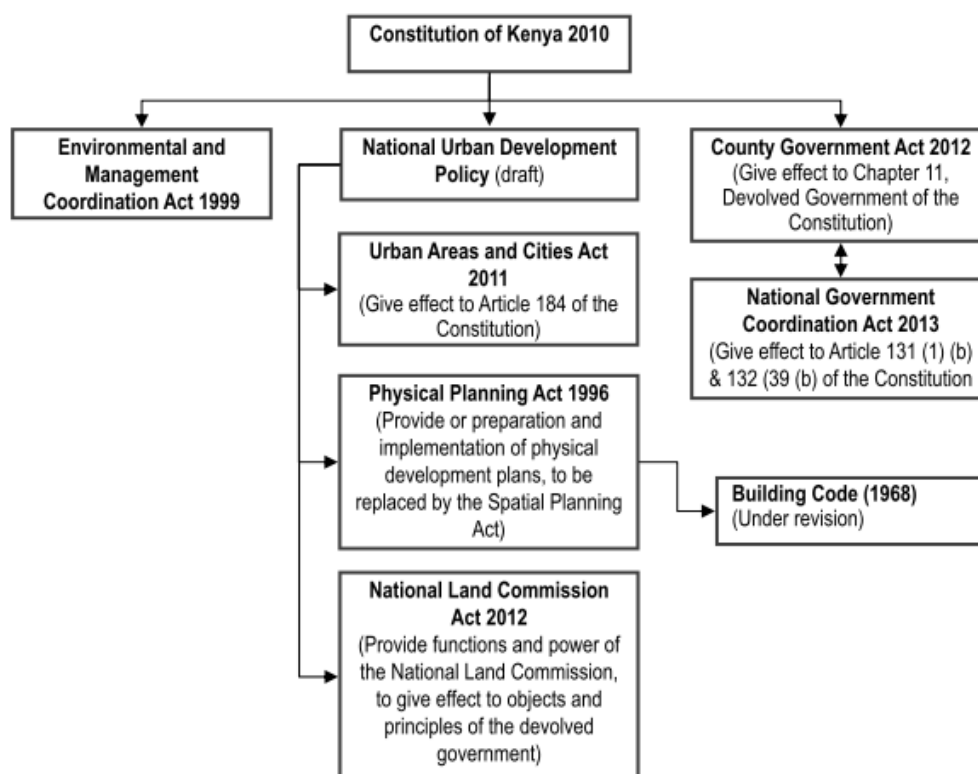 Constitution of Kenya 2010
Environmental and
Management
Coordination Act 1999
National Urban Development
Policy (draft)
County Government Act 2012
(Give effect to Chapter 11,
Devolved Government of the
Constitution)
Urban Areas and Cities Act
2011
(Give effect to Article 184 of the
Constitution)
National Government
Coordination Act 2013
(Give effect to Article 131 (1) (b)
& 132 (39 (b) of the Constitution
Physical Planning Act 1996
(Provide or preparation and
implementation of physical
development plans, to be
replaced by the Spatial Planning
Act)
Building Code (1968)
(Under revision)
National Land Commission
Act 2012
(Provide functions and power of
the National Land Commission,
to give effect to objects and
principles of the devolved
government)